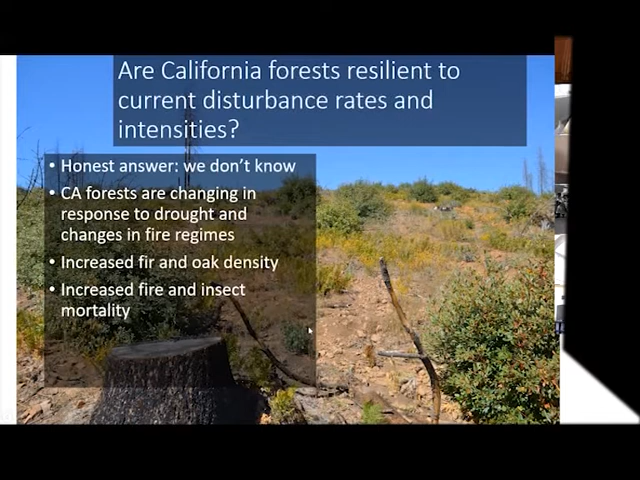 Are California forests resilient to
current disturbance rates and
intensities?
• Honest answer: we don't know
• CA forests are changing in
response to drought and
changes in fire regimes
• Increased fir and oak density
• Increased fire and insect
mortality